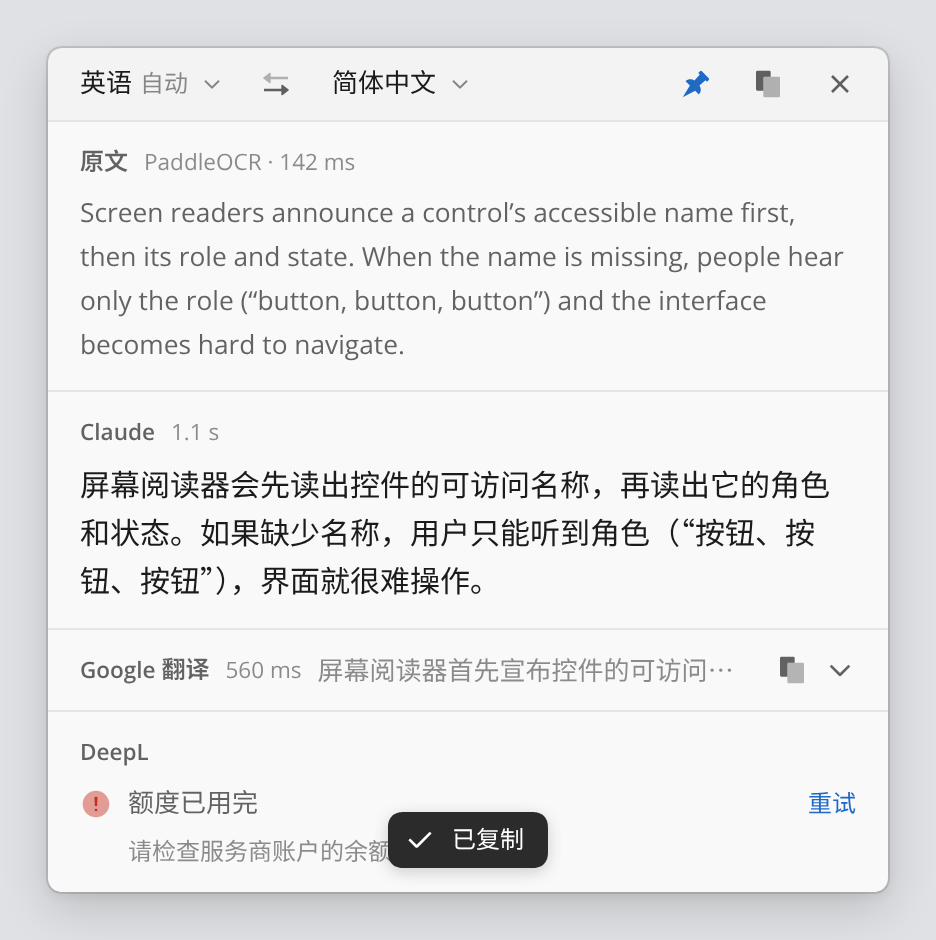 英语 自动 简体中文
原文 PaddleOCR · 142 ms
Screen readers announce a control’s accessible name first,
then its role and state. When the name is missing, people hear
only the role (“button, button, button”) and the interface
becomes hard to navigate.
Claude 1.1 s
屏幕阅读器会先读出控件的可访问名称，再读出它的角色
和状态。如果缺少名称，用户只能听到角色（“按钮、按
钮、按钮”），界面就很难操作。
Google 翻译 560 ms 屏幕阅读器首先宣布控件的可访问…
DeepL
额度已用完 重试
请检查服务商账户的余额
已复制